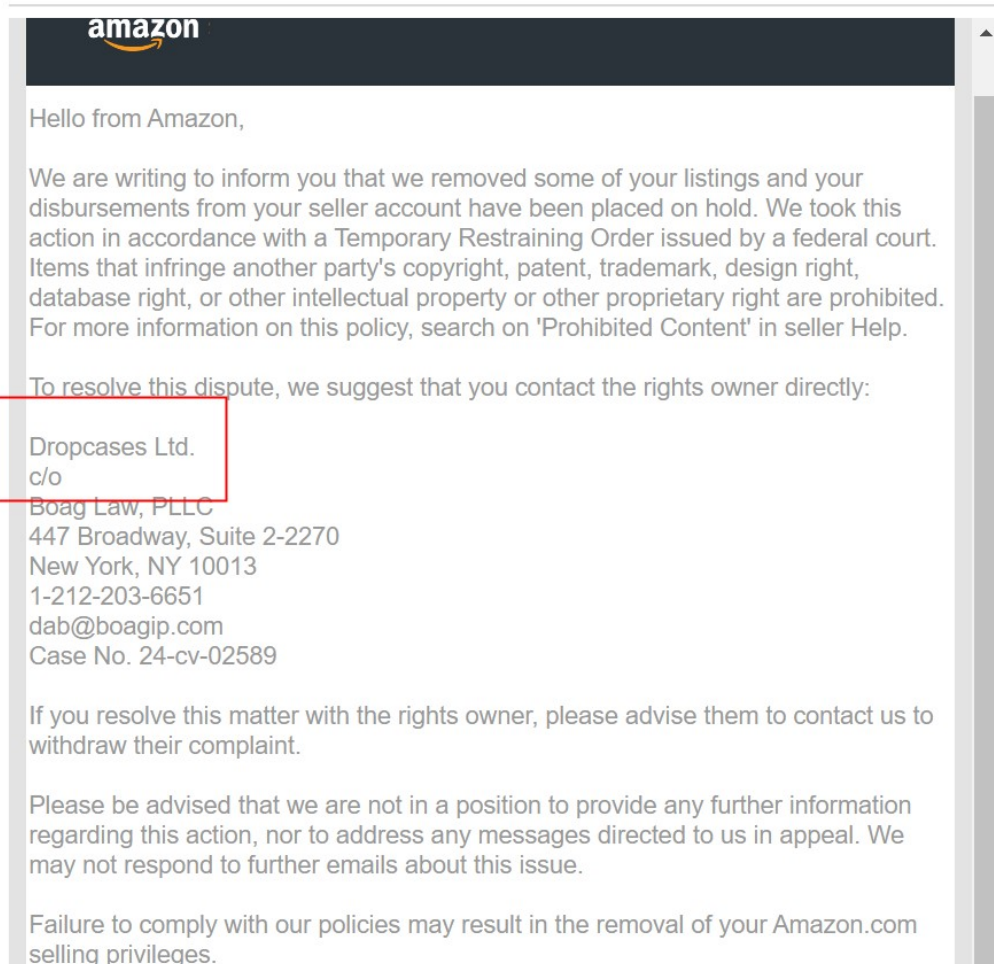 amazon
Hello from Amazon,
We are writing to inform you that we removed some of your listings and your
disbursements from your seller account have been placed on hold. We took this
action in accordance with a Temporary Restraining Order issued by a federal court.
Items that infringe another party's copyright, patent, trademark, design right,
database right, or other intellectual property or other proprietary right are prohibited.
For more information on this policy, search on 'Prohibited Content' in seller Help.
To resolve this dispute, we suggest that you contact the rights owner directly:
Dropcases Ltd.
c/o
Boag Law, PLLC
447 Broadway, Suite 2-2270
New York, NY 10013
1-212-203-6651
dab@boagip.com
Case No. 24-cv-02589
If you resolve this matter with the rights owner, please advise them to contact us to
withdraw their complaint.
Please be advised that we are not in a position to provide any further information
regarding this action, nor to address any messages directed to us in appeal. We
may not respond to further emails about this issue.
Failure to comply with our policies may result in the removal of your Amazon.com
selling privileges.